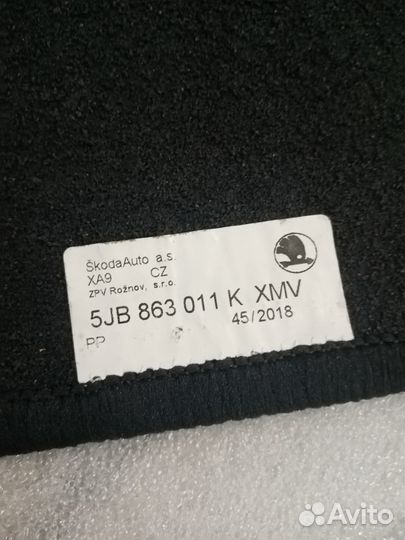 ŠkodaAuto a.s.
XA9 CZ
ZPV Rožnov, s.r.o.
5JB 863 011 K XMV
45/2018
PP
Avito